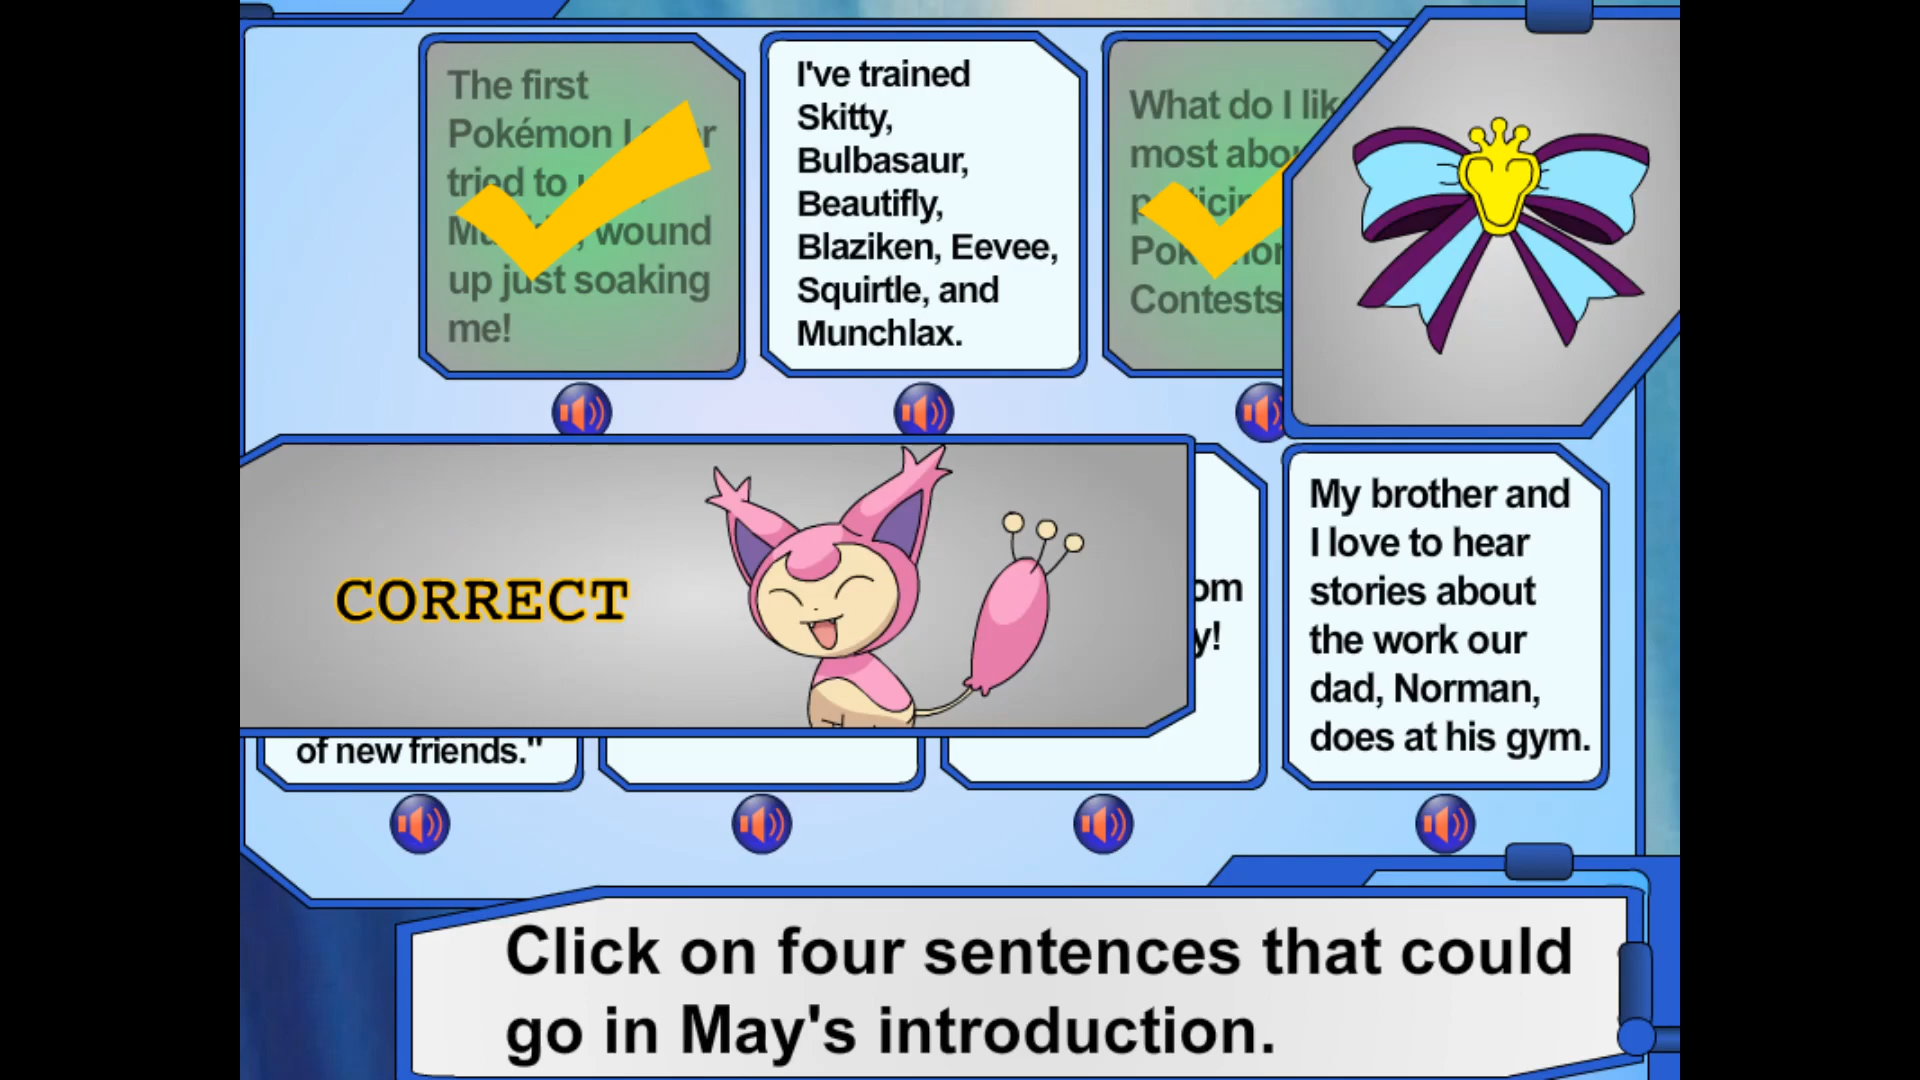 The first
Pokémon I
tried to
wound
up just soaking
me!
I've trained
Skitty,
Bulbasaur,
Beautifly,
Blaziken, Eevee,
Squirtle, and
Munchlax.
What do I
most
Contests
CORRECT
of new friends."
My brother and
I love to hear
stories about
the work our
dad, Norman,
does at his gym.
Click on four sentences that could
go in May's introduction.